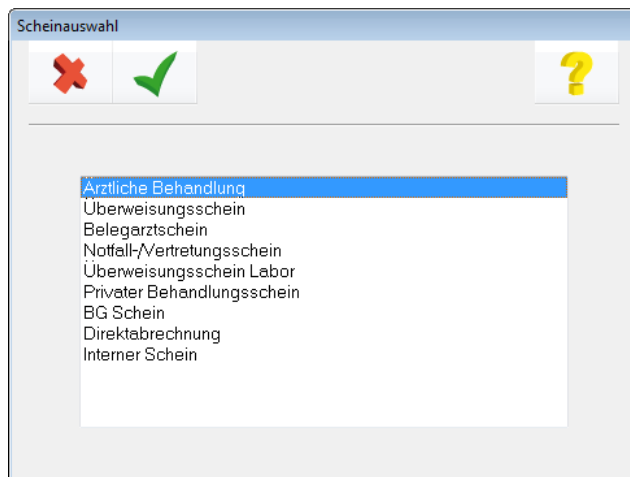 Scheinauswahl
Ärztliche Behandlung
Überweisungsschein
Belegarztschein
Notfall-/Vertretungsschein
Überweisungsschein Labor
Privater Behandlungsschein
BG Schein
Direktabrechnung
Interner Schein